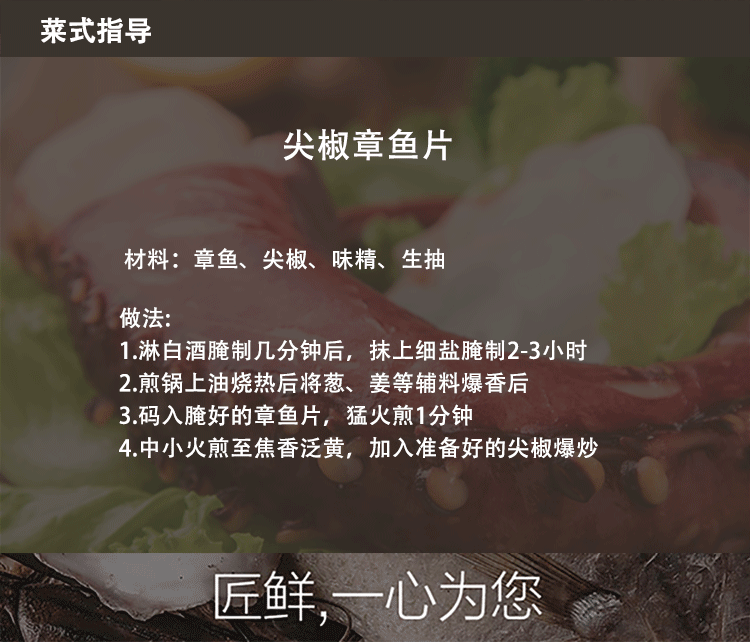 菜式指导
尖椒章鱼片
材料：章鱼、尖椒、味精、生抽
做法:
1.淋白酒腌制几分钟后，抹上细盐腌制2-3小时
2.煎锅上油烧热后将葱、姜等辅料爆香后
3.码入腌好的章鱼片，猛火煎1分钟
4.中小火煎至焦香泛黄，加入准备好的尖椒爆炒
匠鲜,一心为您